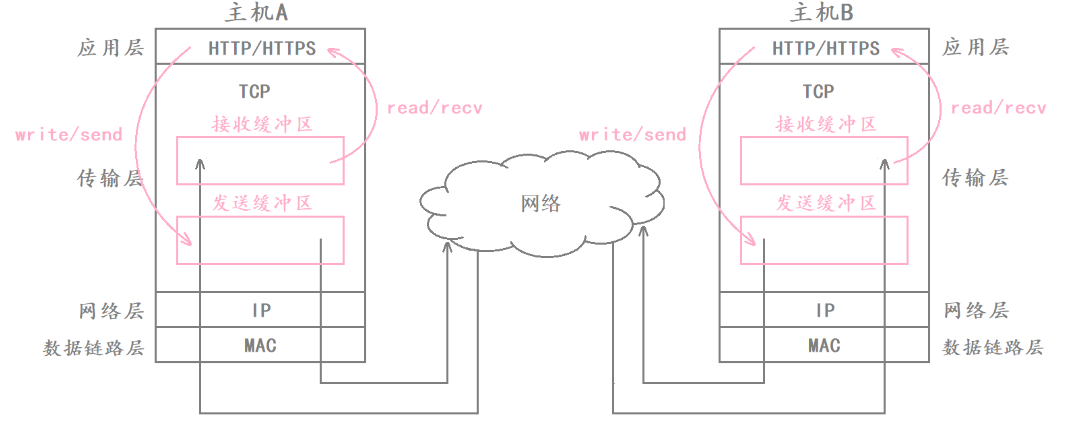 主机A
主机B
应用层
HTTP/HTTPS
HTTP/HTTPS
应用层
TCP
TCP
read/recv
read/recv
接收缓冲区
接收缓冲区
write/send
write/send
传输层
传输层
发送缓冲区
网络
发送缓冲区
网络层
IP
IP
网络层
数据链路层
MAC
MAC
数据链路层